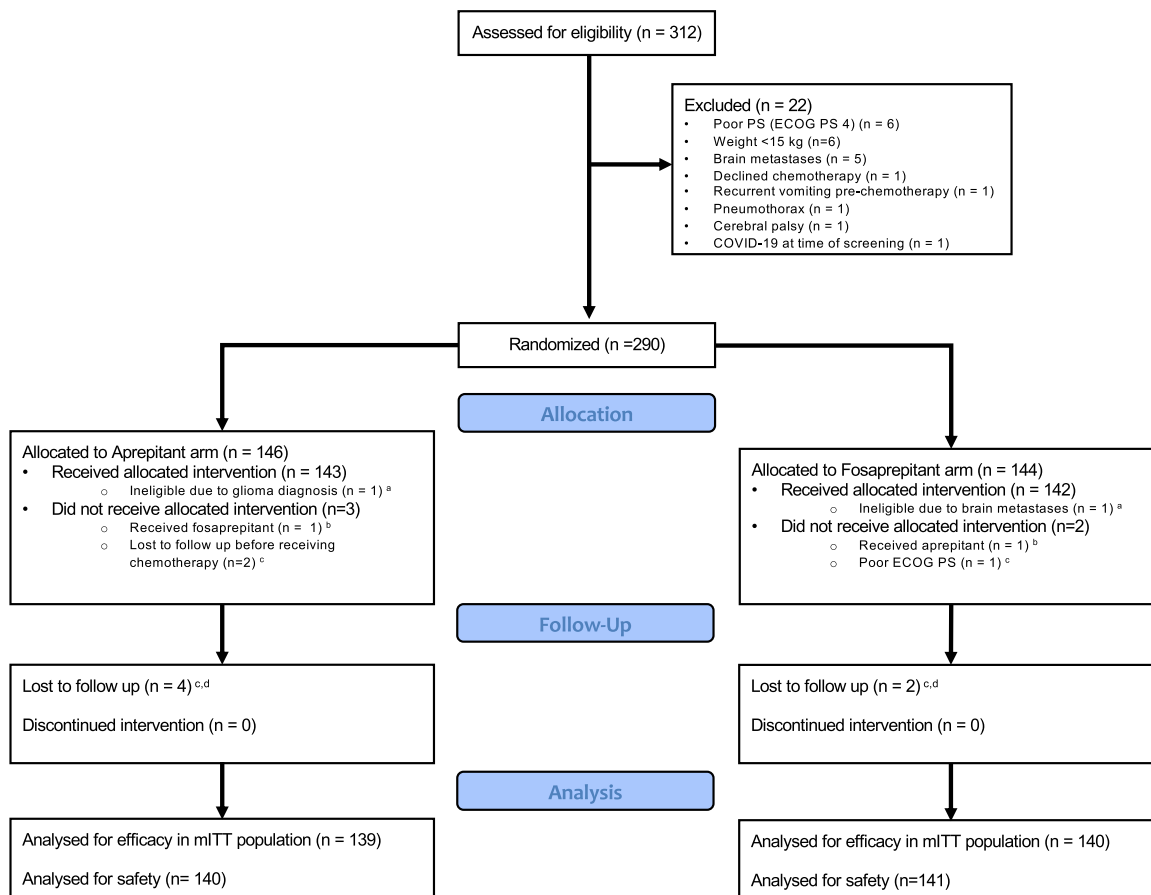 Assessed for eligibility (n = 312)
Excluded (n = 22)
• Poor PS (ECOG PS 4) (n = 6)
• Weight <15 kg (n=6)
• Brain metastases (n = 5)
• Declined chemotherapy (n = 1)
• Recurrent vomiting pre-chemotherapy (n = 1)
• Pneumothorax (n = 1)
• Cerebral palsy (n = 1)
• COVID-19 at time of screening (n = 1)
Randomized (n =290)
Allocation
Allocated to Aprepitant arm (n = 146)
• Received allocated intervention (n = 143)
o Ineligible due to glioma diagnosis (n = 1) a
• Did not receive allocated intervention (n=3)
o Received fosaprepitant (n = 1) b
o Lost to follow up before receiving
chemotherapy (n=2) c
Allocated to Fosaprepitant arm (n = 144)
• Received allocated intervention (n = 142)
o Ineligible due to brain metastases (n = 1) a
• Did not receive allocated intervention (n=2)
o Received aprepitant (n = 1) b
o Poor ECOG PS (n = 1) c
Follow-Up
Lost to follow up (n = 4) c,d
Discontinued intervention (n = 0)
Lost to follow up (n = 2) c,d
Discontinued intervention (n = 0)
Analysis
Analysed for efficacy in mITT population (n = 139)
Analysed for safety (n= 140)
Analysed for efficacy in mITT population (n = 140)
Analysed for safety (n=141)